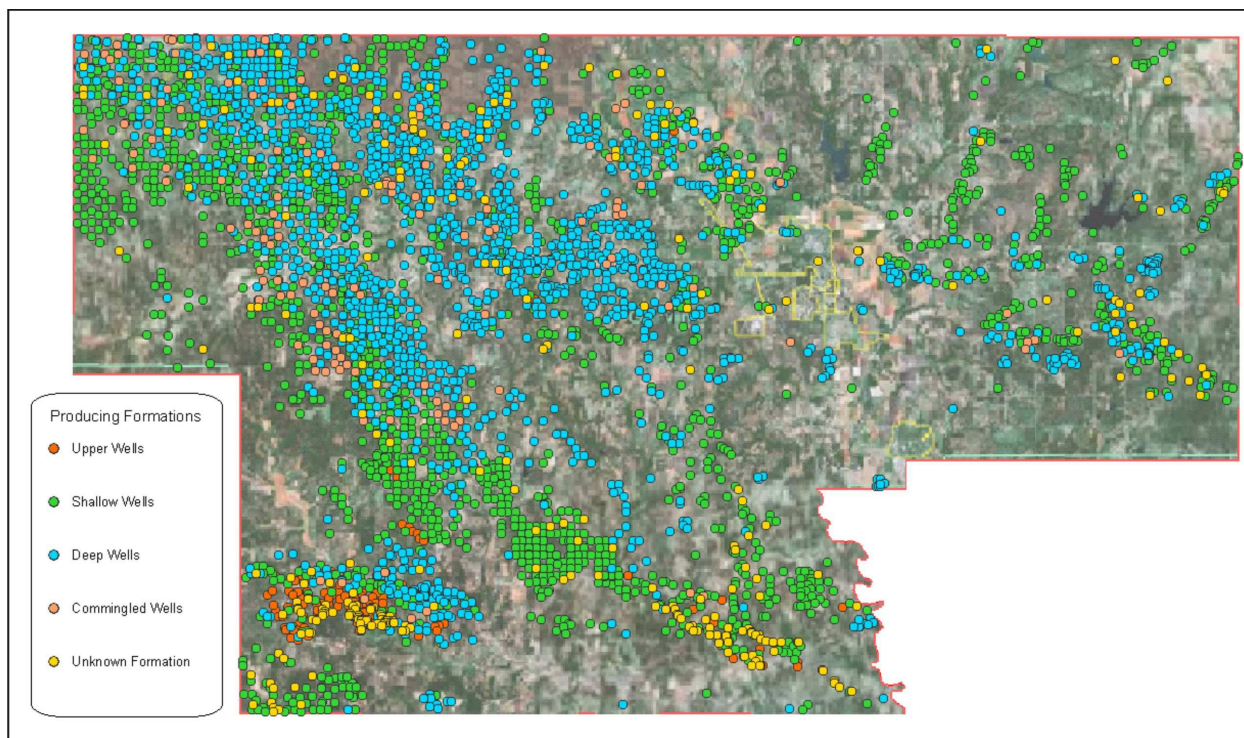 Producing Formations
Upper Wells
Shallow Wells
Deep Wells
Commingled Wells
Unknown Formation